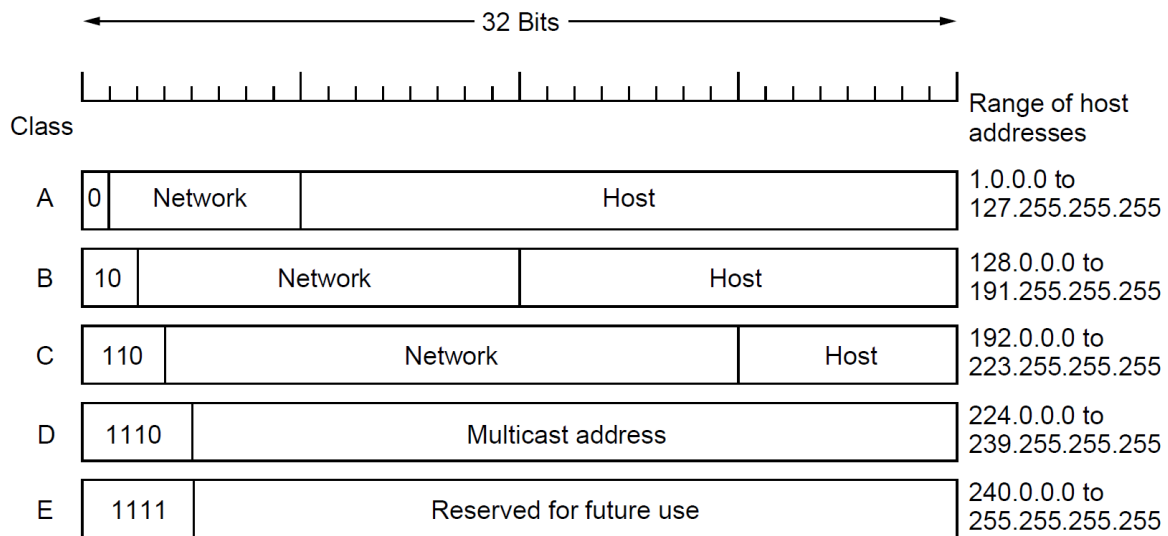 32 Bits
Class
Range of host
addresses
A
0
Network
Host
1.0.0.0 to
127.255.255.255
B
10
Network
Host
128.0.0.0 to
191.255.255.255
C
110
Network
Host
192.0.0.0 to
223.255.255.255
D
1110
Multicast address
224.0.0.0 to
239.255.255.255
E
1111
Reserved for future use
240.0.0.0 to
255.255.255.255